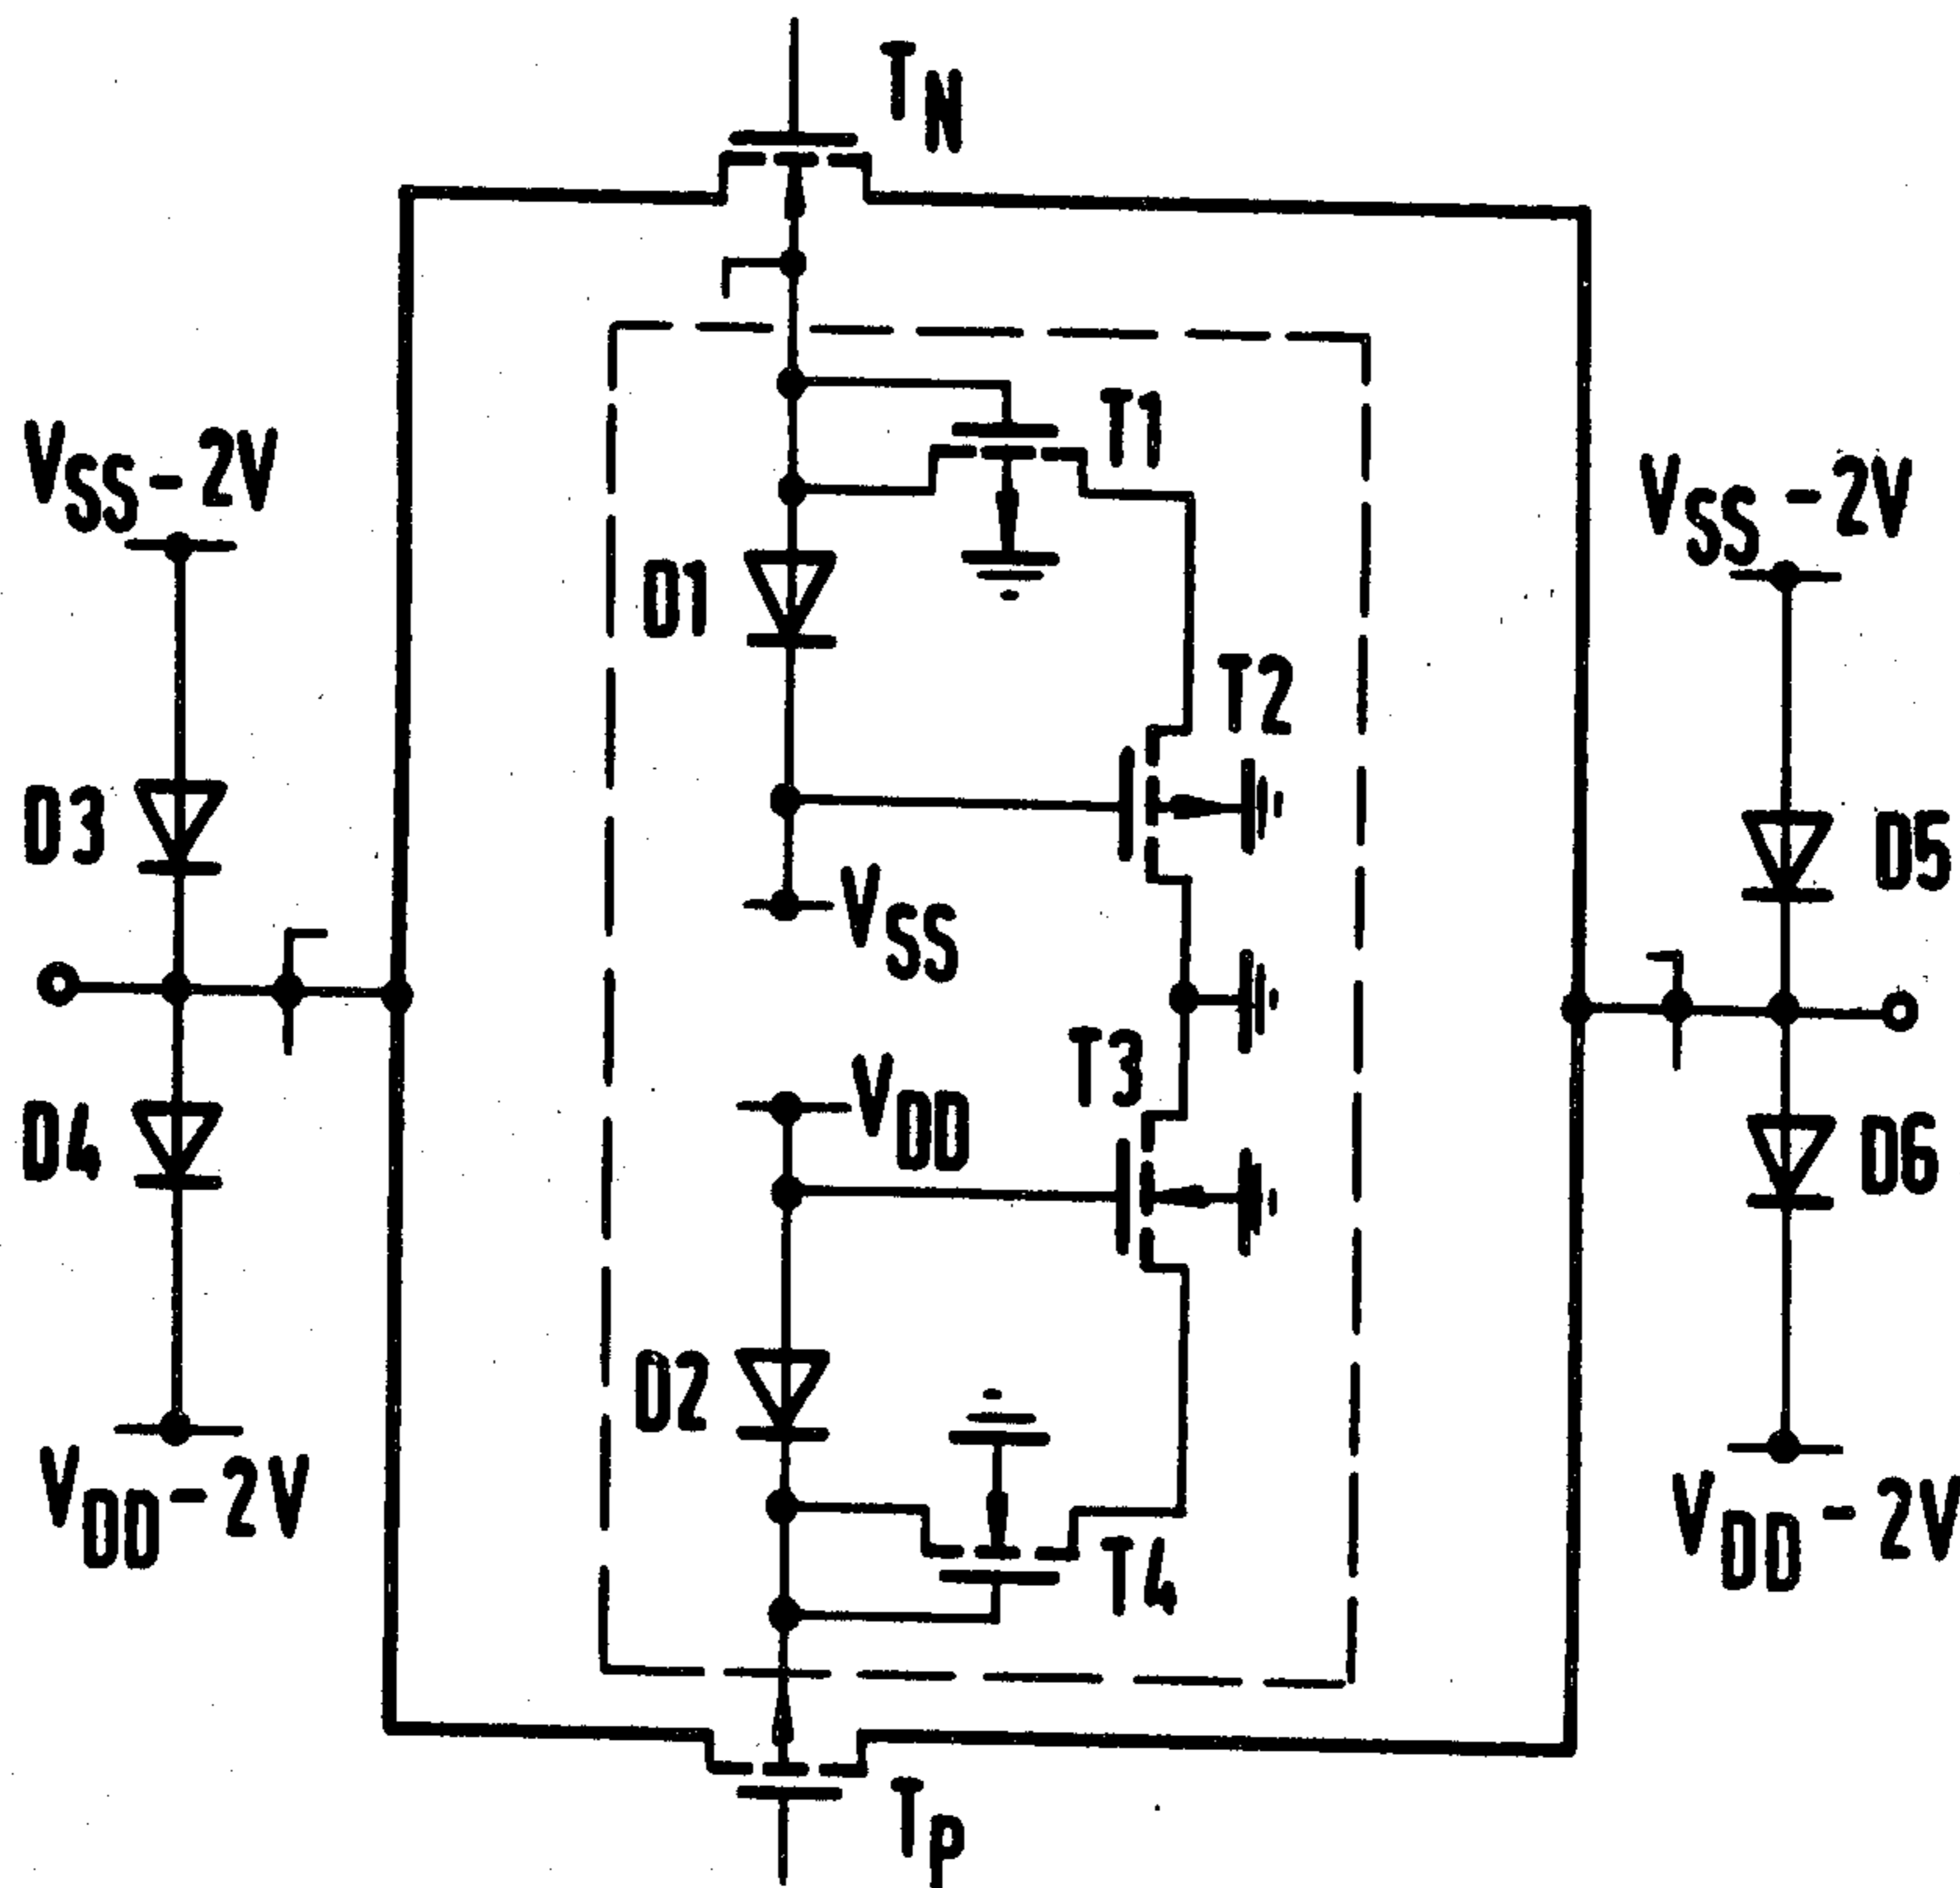 TN
T1
VSS-2V
VSS-2V
D1
T2
D3
D5
VSS
T3
VDD
D4
D6
D2
VDD-2V
T4
VDD-2V
TP